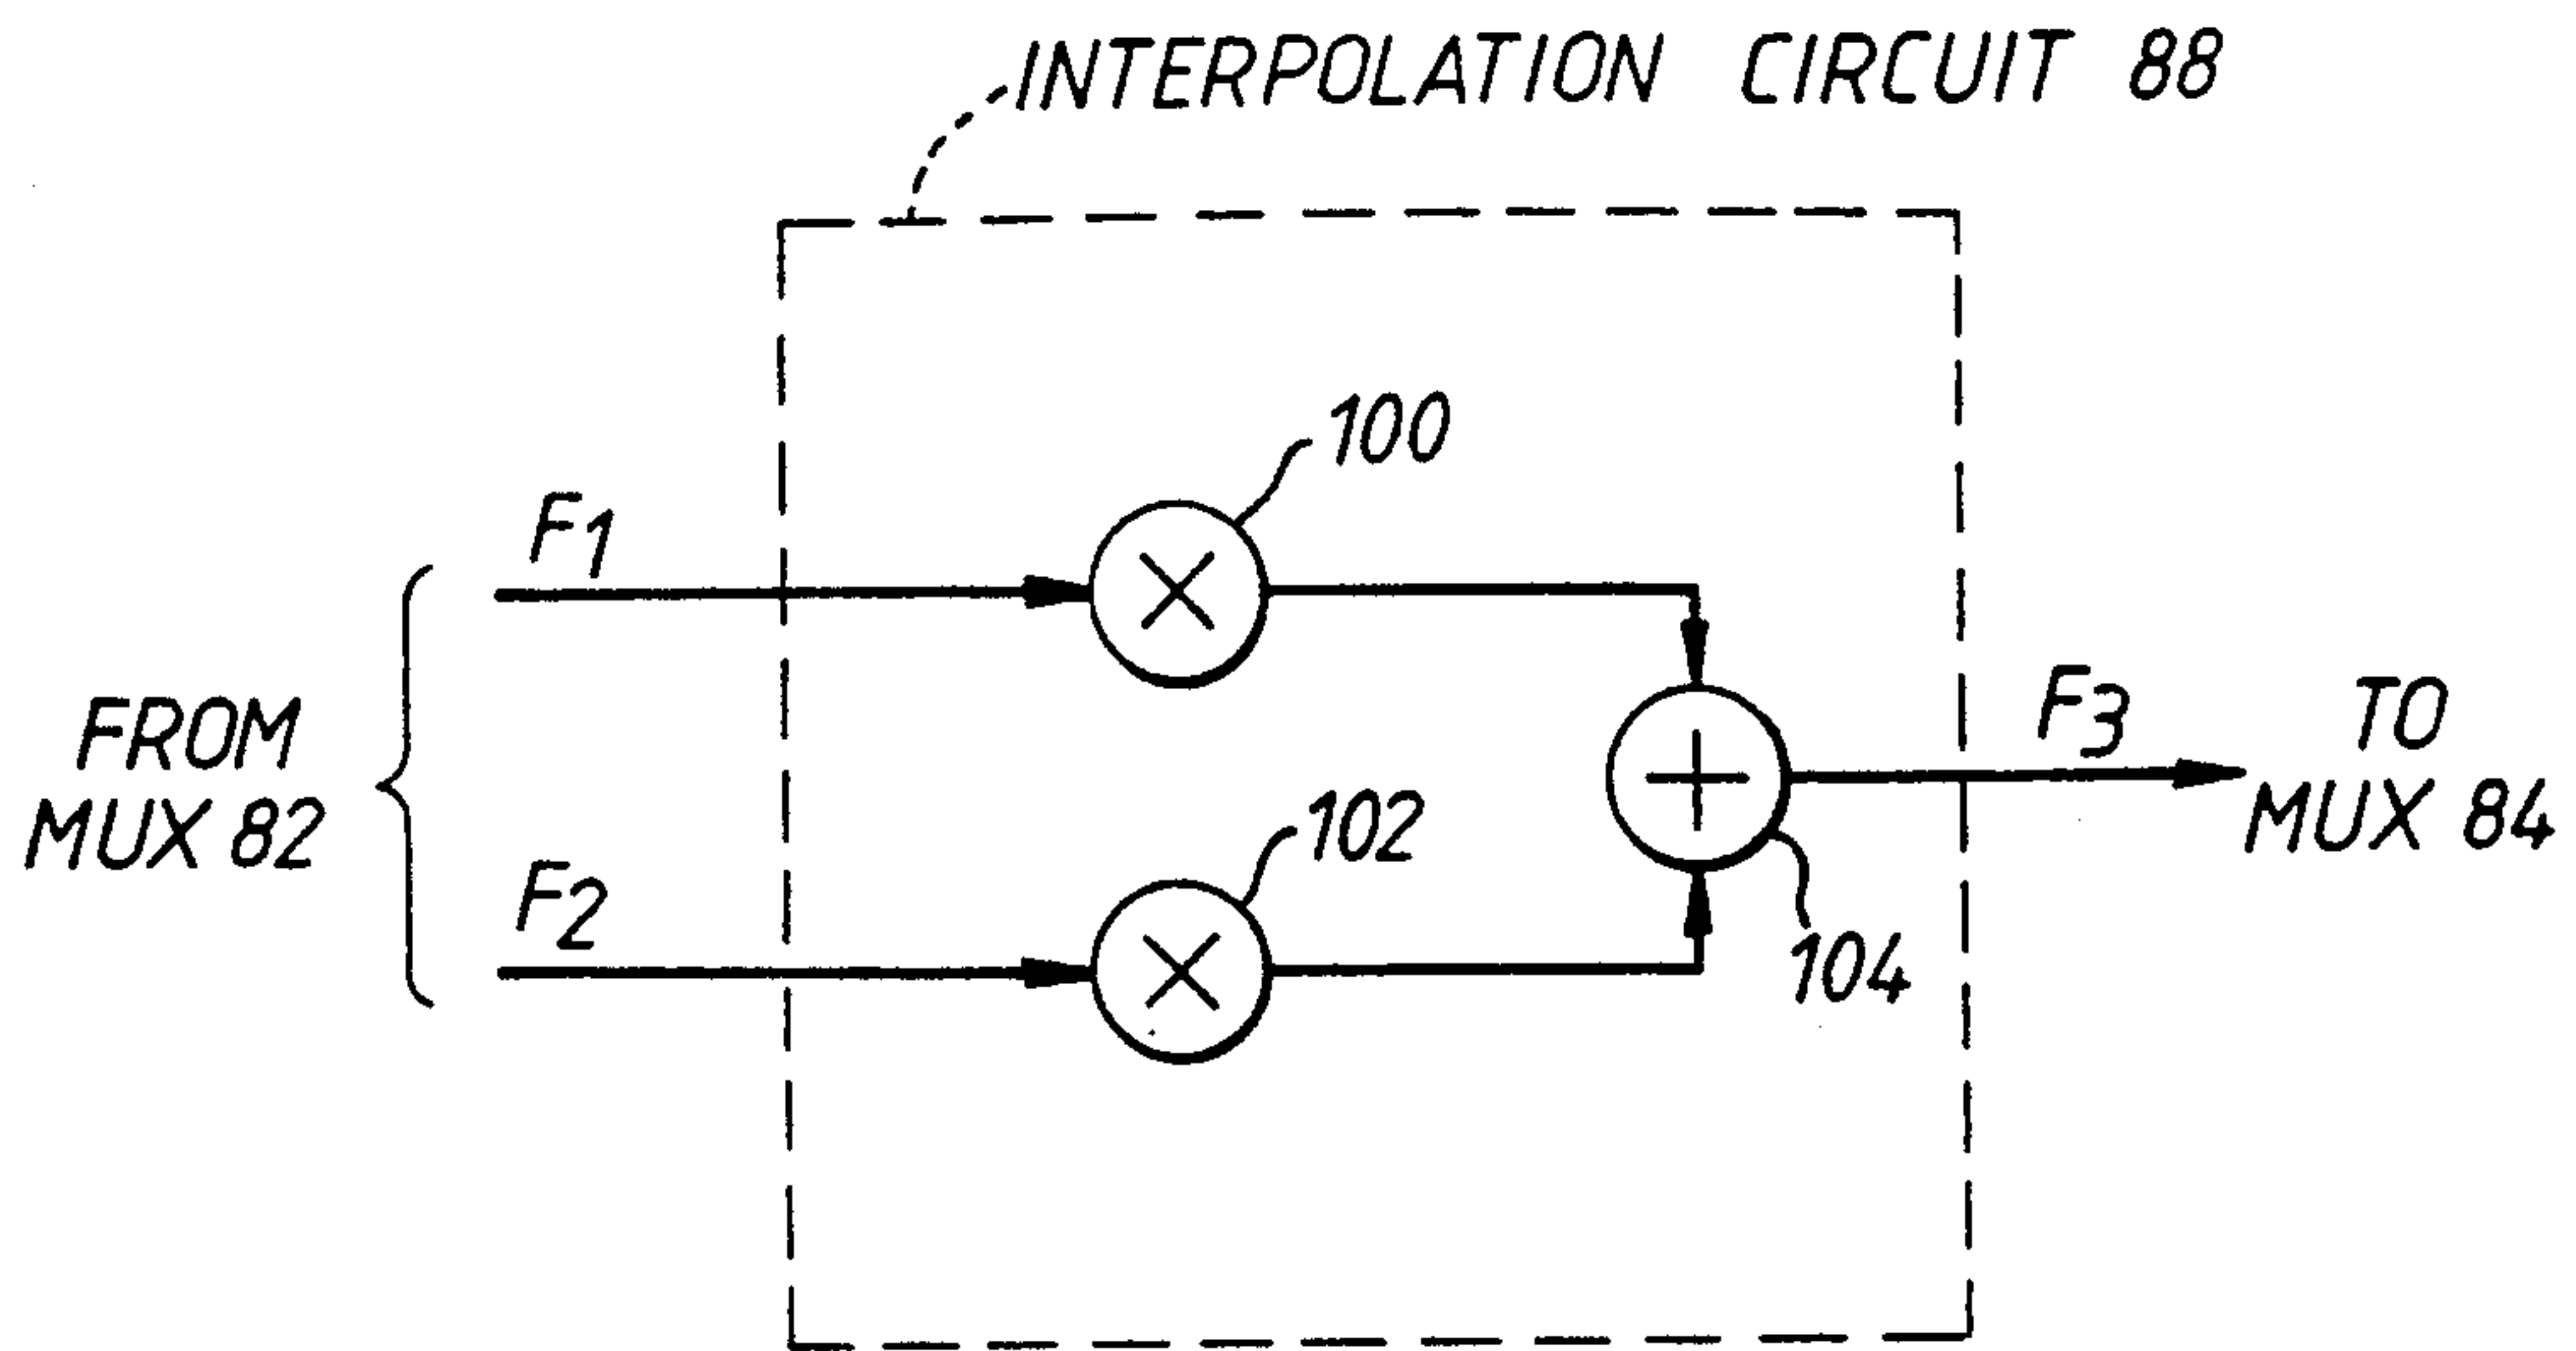 INTERPOLATION CIRCUIT 88
100
F1
FROM
MUX 82
F2
102
104
F3
TO
MUX 84